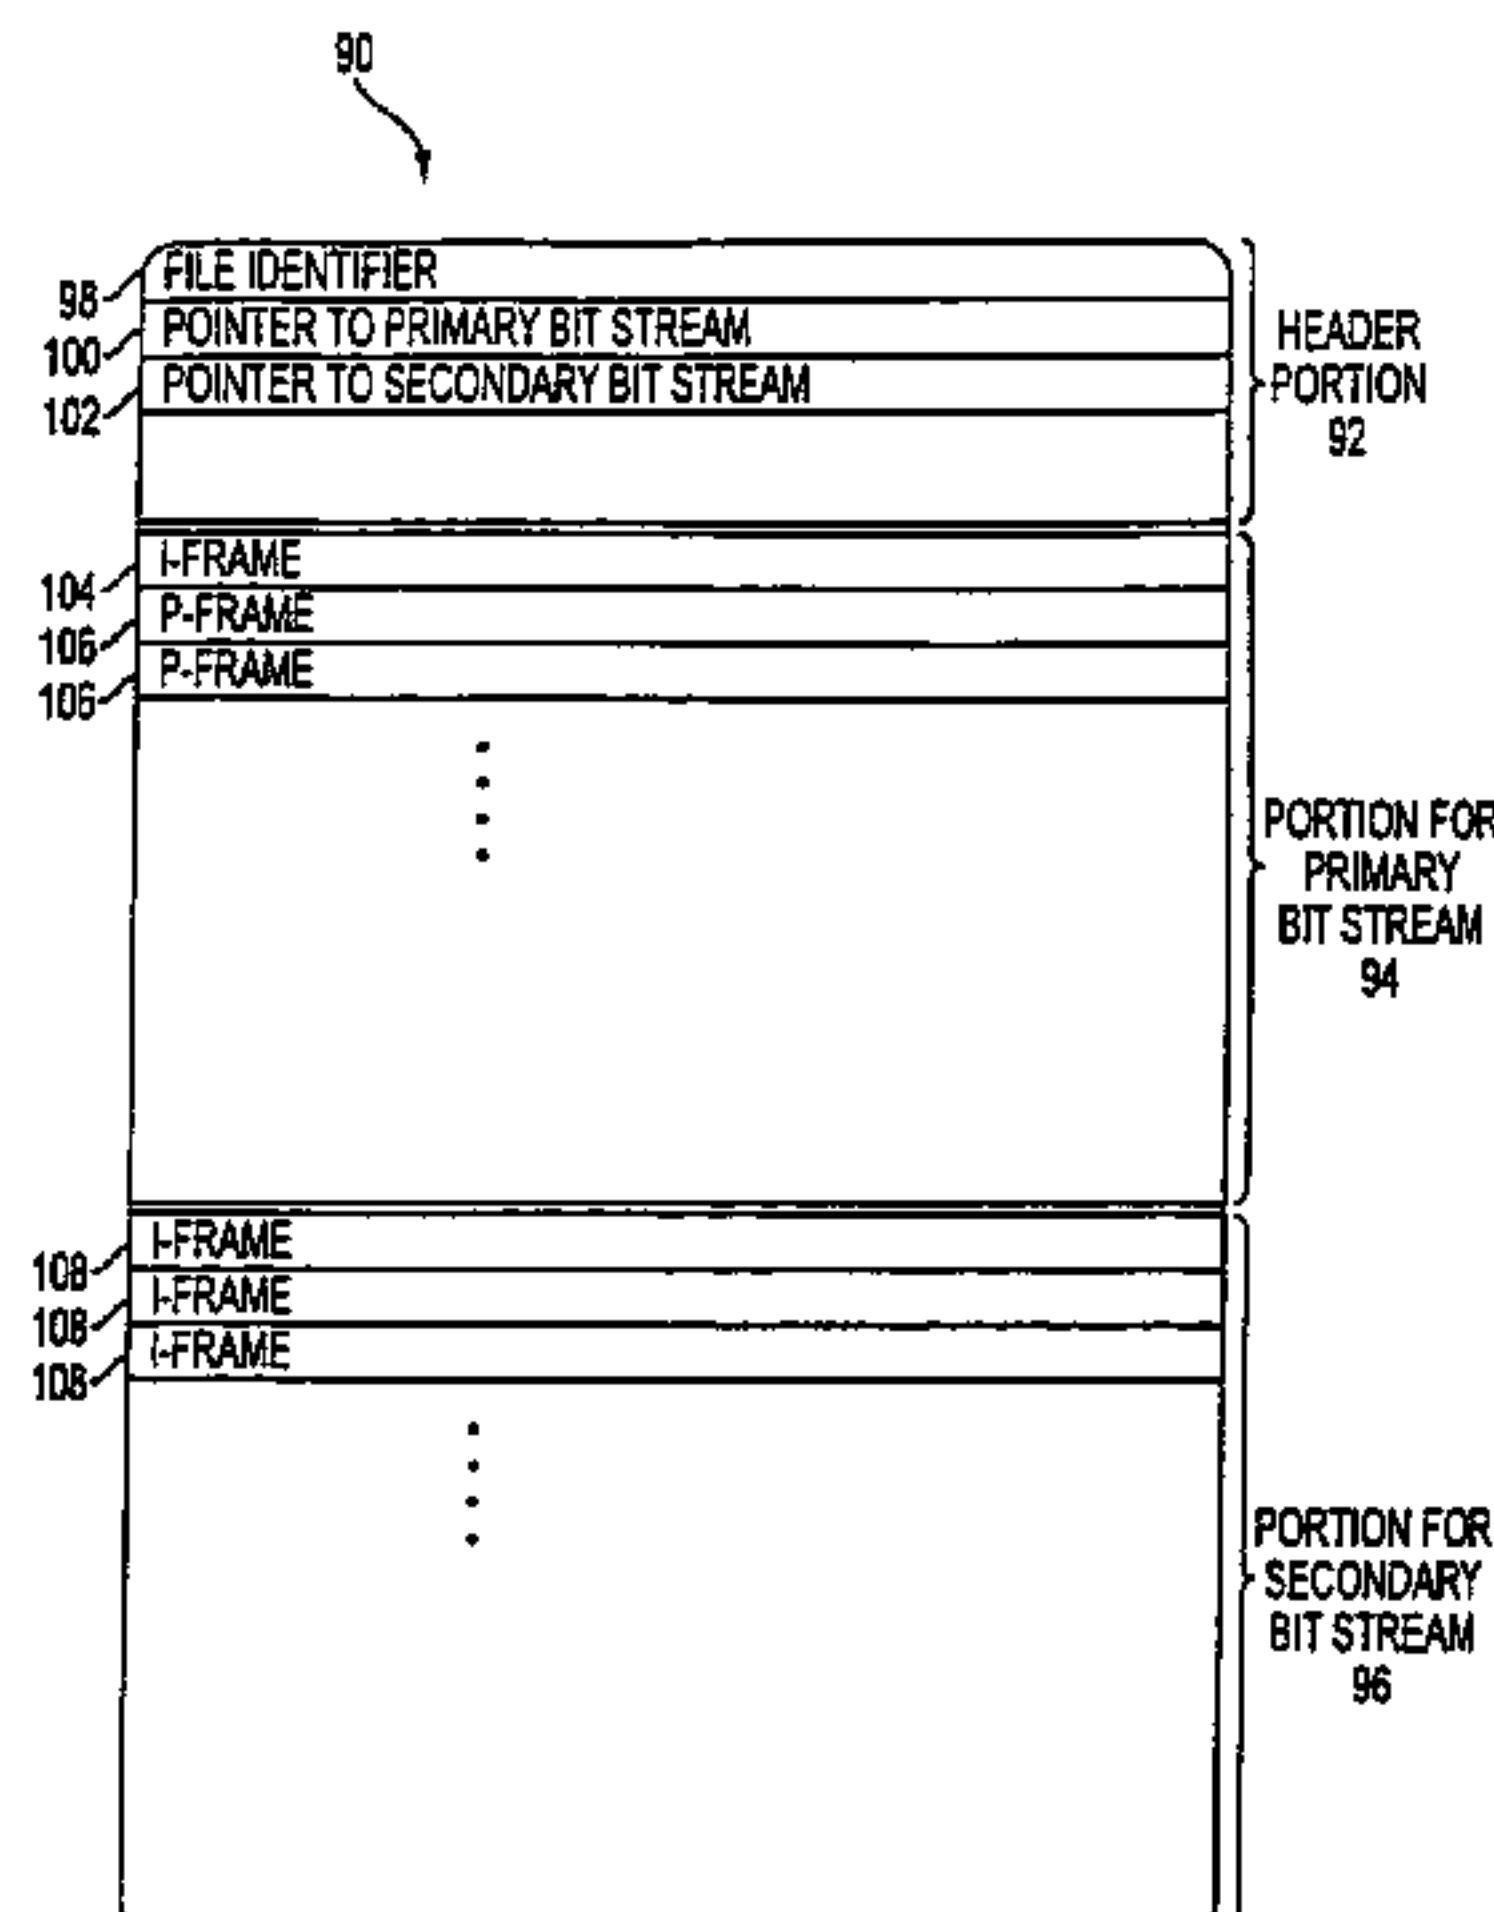 90
98 FILE IDENTIFIER
100 POINTER TO PRIMARY BIT STREAM
102 POINTER TO SECONDARY BIT STREAM
HEADER
PORTION
92
104 I-FRAME
106 P-FRAME
106 P-FRAME
PORTION FOR
PRIMARY
BIT STREAM
94
108 I-FRAME
108 I-FRAME
108 I-FRAME
PORTION FOR
SECONDARY
BIT STREAM
96